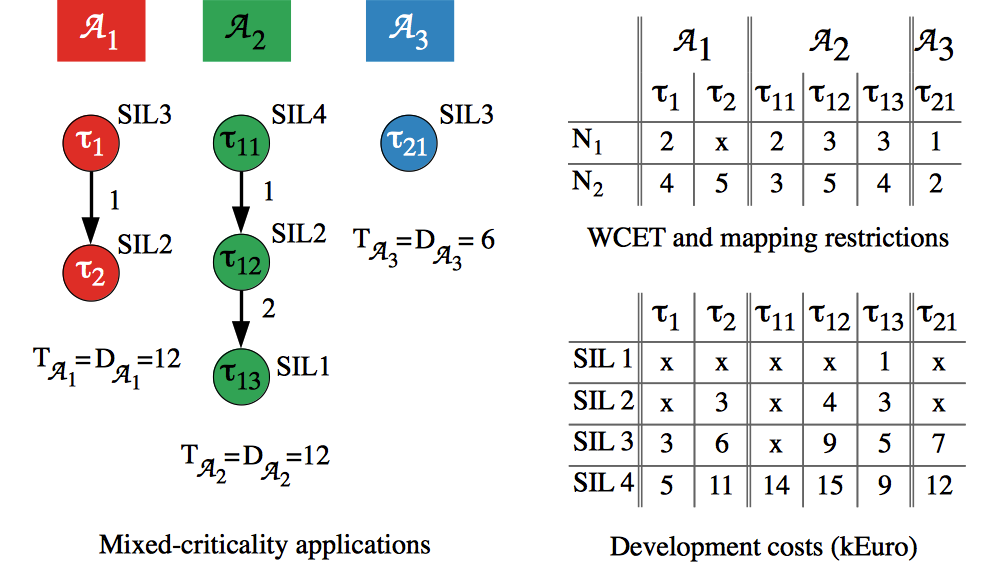 𝒜1 𝒜2 𝒜3
SIL3 SIL4 SIL3
τ1 τ11 τ21
1 1
SIL2 SIL2
τ2 τ12
T𝒜3=D𝒜3= 6
2
T𝒜1=D𝒜1=12
SIL1
τ13
T𝒜2=D𝒜2=12
Mixed-criticality applications
𝒜1 𝒜2 𝒜3
τ1 τ2 τ11 τ12 τ13 τ21
N1 2 x 2 3 3 1
N2 4 5 3 5 4 2
WCET and mapping restrictions
τ1 τ2 τ11 τ12 τ13 τ21
SIL 1 x x x x 1 x
SIL 2 x 3 x 4 3 x
SIL 3 3 6 x 9 5 7
SIL 4 5 11 14 15 9 12
Development costs (kEuro)